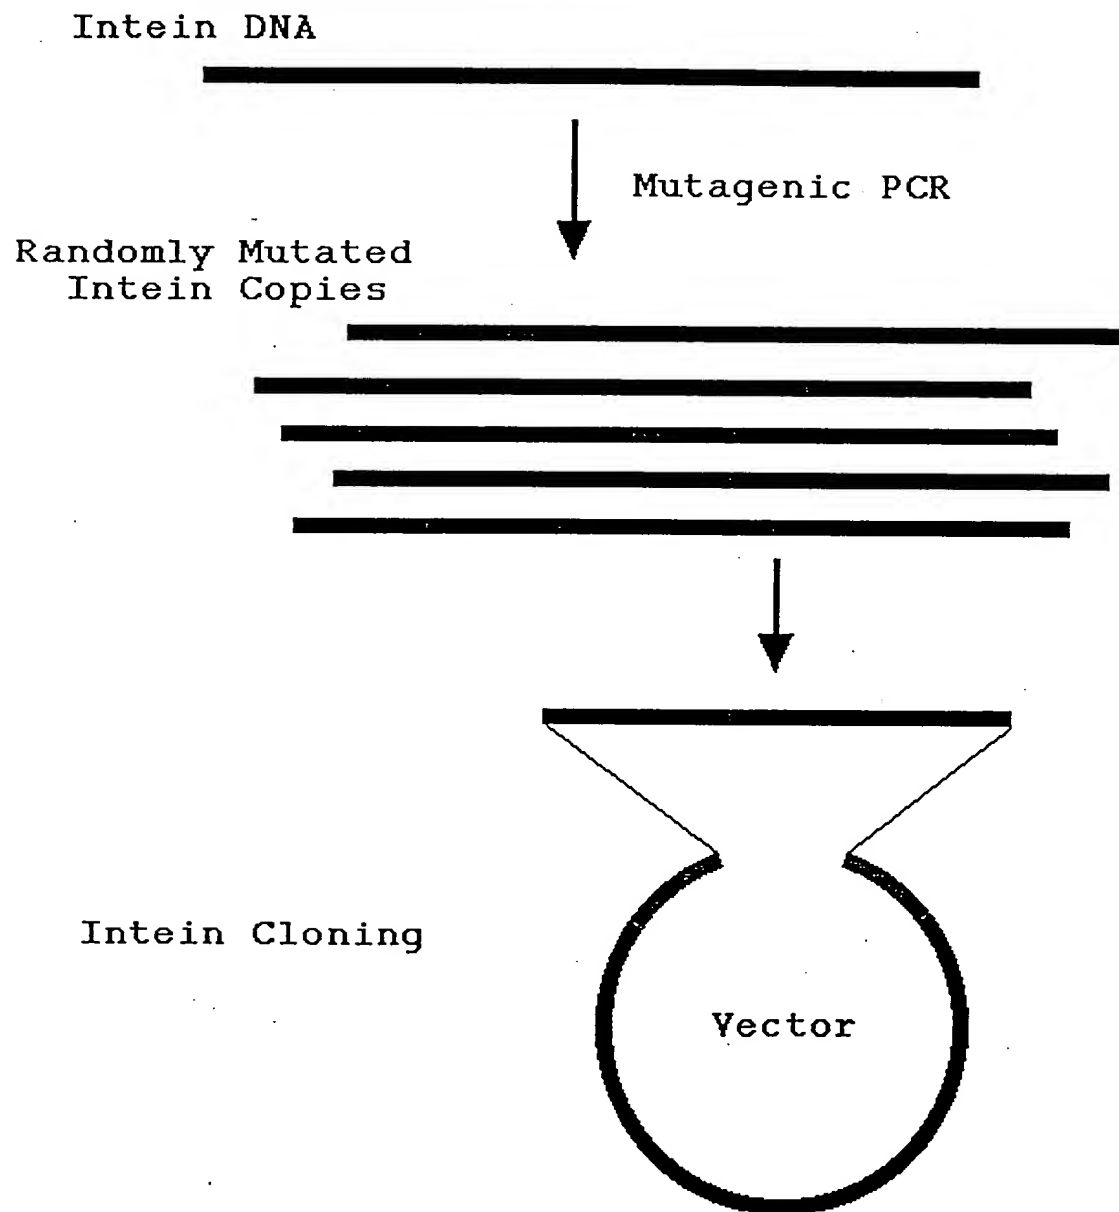 Intein DNA
Mutagenic PCR
Randomly Mutated
Intein Copies
Intein Cloning
Vector